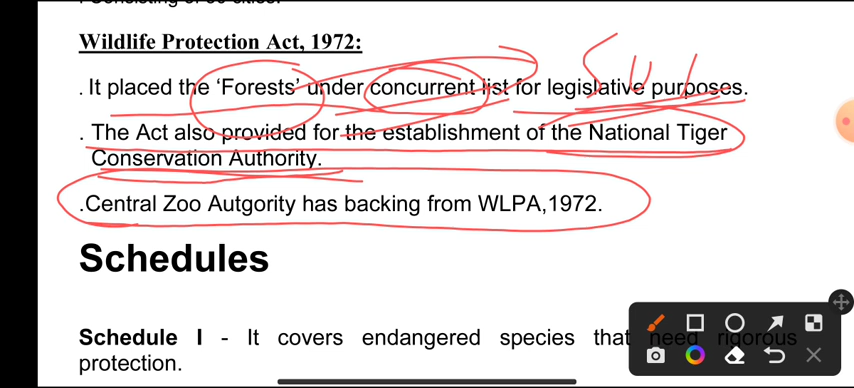 Wildlife Protection Act, 1972:
. It placed the ‘Forests’ under concurrent list for legislative purposes.
. The Act also provided for the establishment of the National Tiger
Conservation Authority.
.Central Zoo Autgority has backing from WLPA,1972.
Schedules
Schedule I - It covers endangered species that need rigorous
protection.